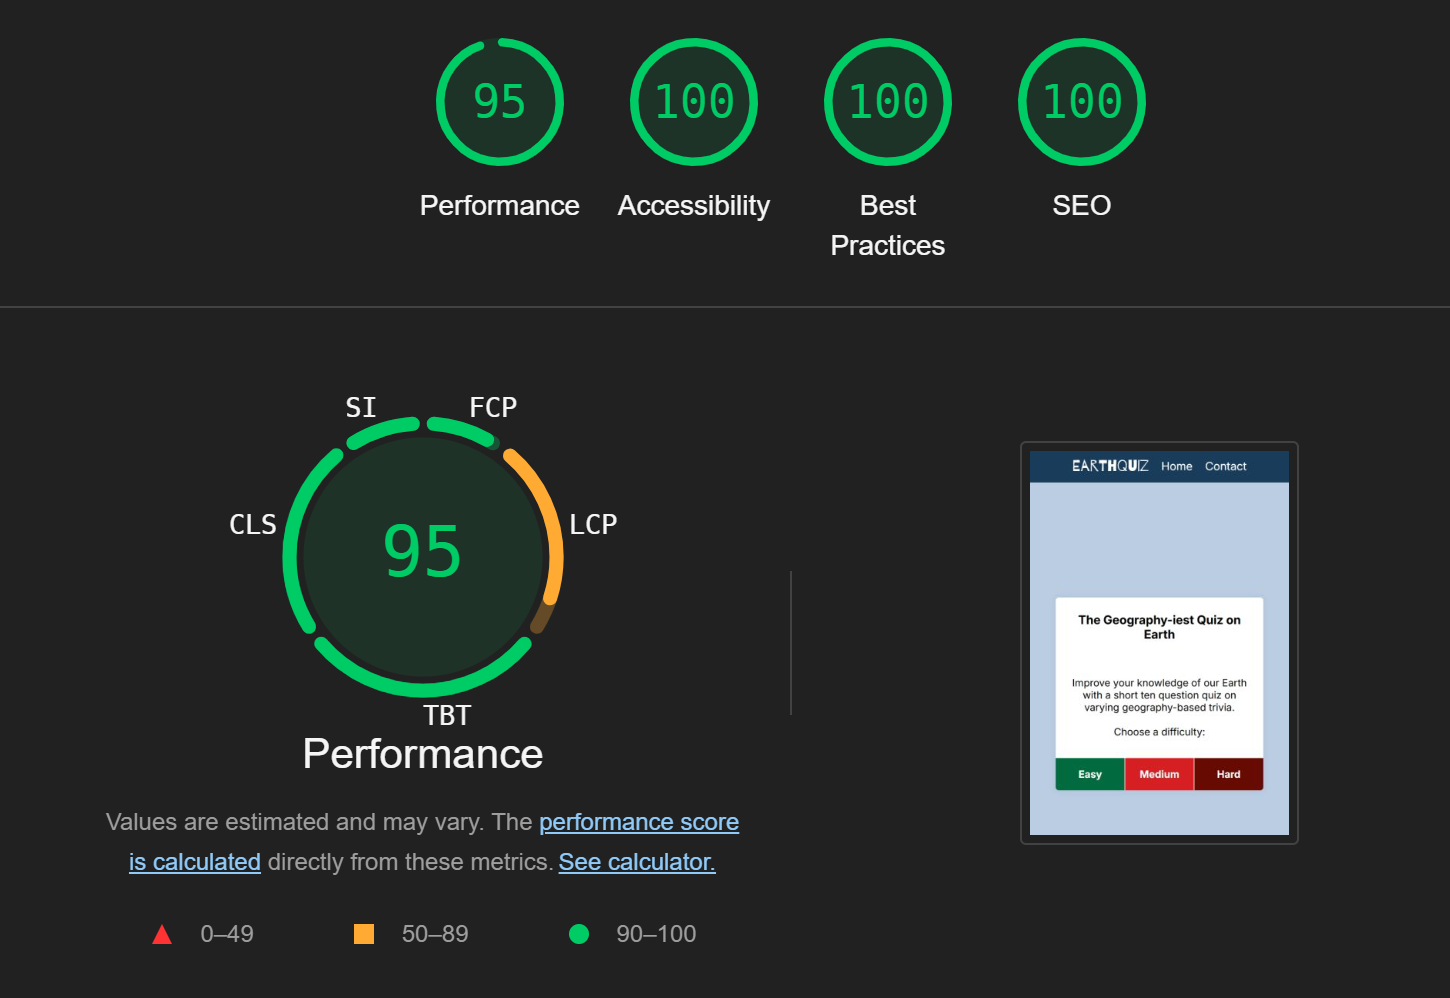 95
100
100
100
Performance
Accessibility
Best
Practices
SEO
SI
FCP
CLS
LCP
95
TBT
Performance
Values are estimated and may vary. The performance score
is calculated directly from these metrics. See calculator.
0–49
50–89
90–100
EARTHQUIZ Home Contact
The Geography-iest Quiz on
Earth
Improve your knowledge of our Earth
with a short ten question quiz on
varying geography-based trivia.
Choose a difficulty:
Easy Medium Hard